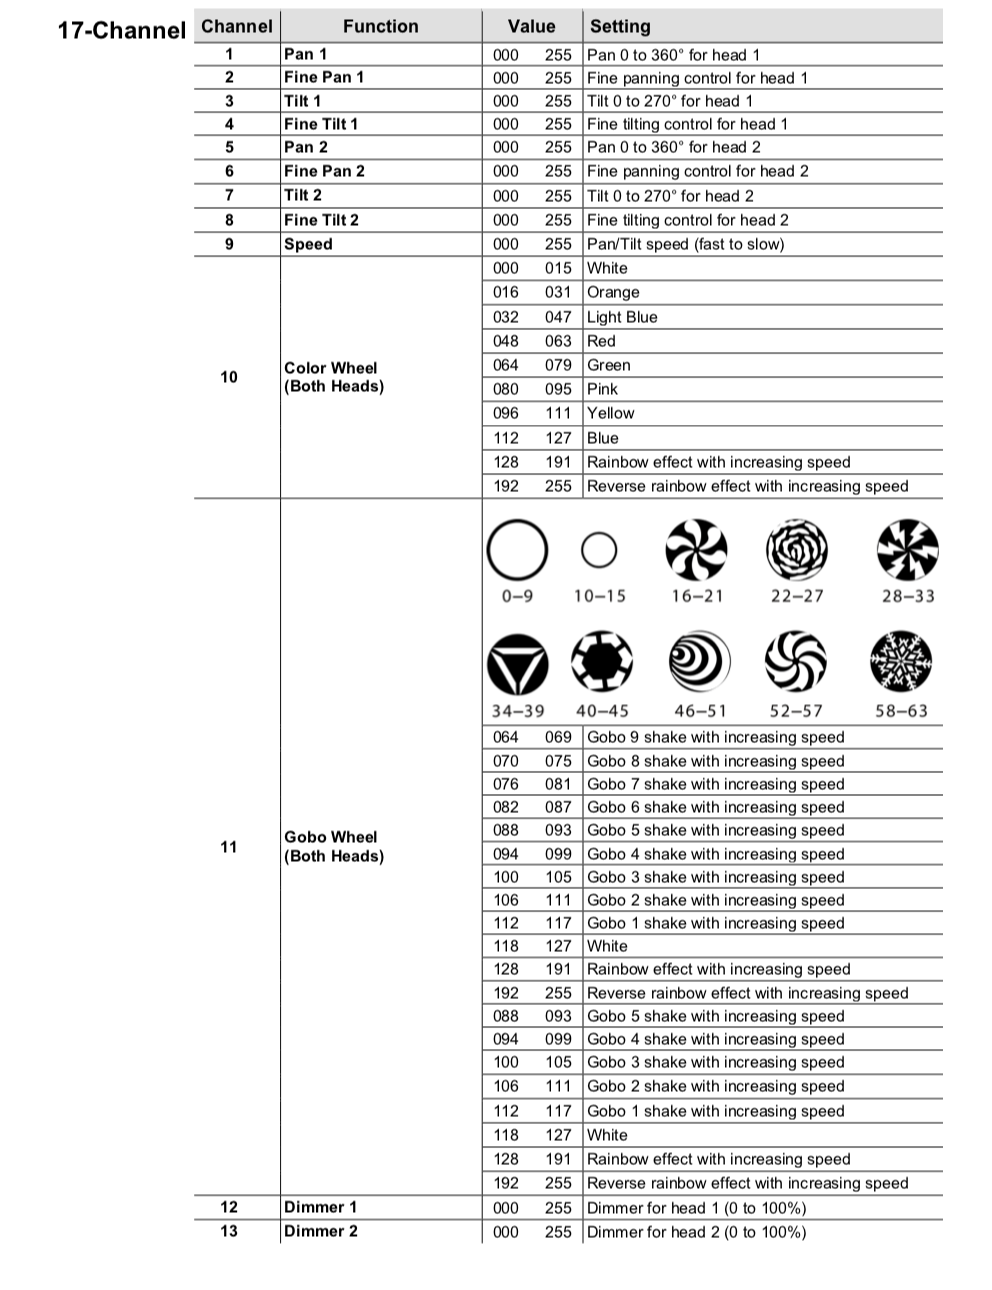 17-Channel
Channel Function Value Setting
1 Pan 1 000 255 Pan 0 to 360° for head 1
2 Fine Pan 1 000 255 Fine panning control for head 1
3 Tilt 1 000 255 Tilt 0 to 270° for head 1
4 Fine Tilt 1 000 255 Fine tilting control for head 1
5 Pan 2 000 255 Pan 0 to 360° for head 2
6 Fine Pan 2 000 255 Fine panning control for head 2
7 Tilt 2 000 255 Tilt 0 to 270° for head 2
8 Fine Tilt 2 000 255 Fine tilting control for head 2
9 Speed 000 255 Pan/Tilt speed (fast to slow)
10 Color Wheel
(Both Heads)
000 015 White
016 031 Orange
032 047 Light Blue
048 063 Red
064 079 Green
080 095 Pink
096 111 Yellow
112 127 Blue
128 191 Rainbow effect with increasing speed
192 255 Reverse rainbow effect with increasing speed
11 Gobo Wheel
(Both Heads)
0–9 10–15 16–21 22–27 28–33
34–39 40–45 46–51 52–57 58–63
064 069 Gobo 9 shake with increasing speed
070 075 Gobo 8 shake with increasing speed
076 081 Gobo 7 shake with increasing speed
082 087 Gobo 6 shake with increasing speed
088 093 Gobo 5 shake with increasing speed
094 099 Gobo 4 shake with increasing speed
100 105 Gobo 3 shake with increasing speed
106 111 Gobo 2 shake with increasing speed
112 117 Gobo 1 shake with increasing speed
118 127 White
128 191 Rainbow effect with increasing speed
192 255 Reverse rainbow effect with increasing speed
088 093 Gobo 5 shake with increasing speed
094 099 Gobo 4 shake with increasing speed
100 105 Gobo 3 shake with increasing speed
106 111 Gobo 2 shake with increasing speed
112 117 Gobo 1 shake with increasing speed
118 127 White
128 191 Rainbow effect with increasing speed
192 255 Reverse rainbow effect with increasing speed
12 Dimmer 1 000 255 Dimmer for head 1 (0 to 100%)
13 Dimmer 2 000 255 Dimmer for head 2 (0 to 100%)